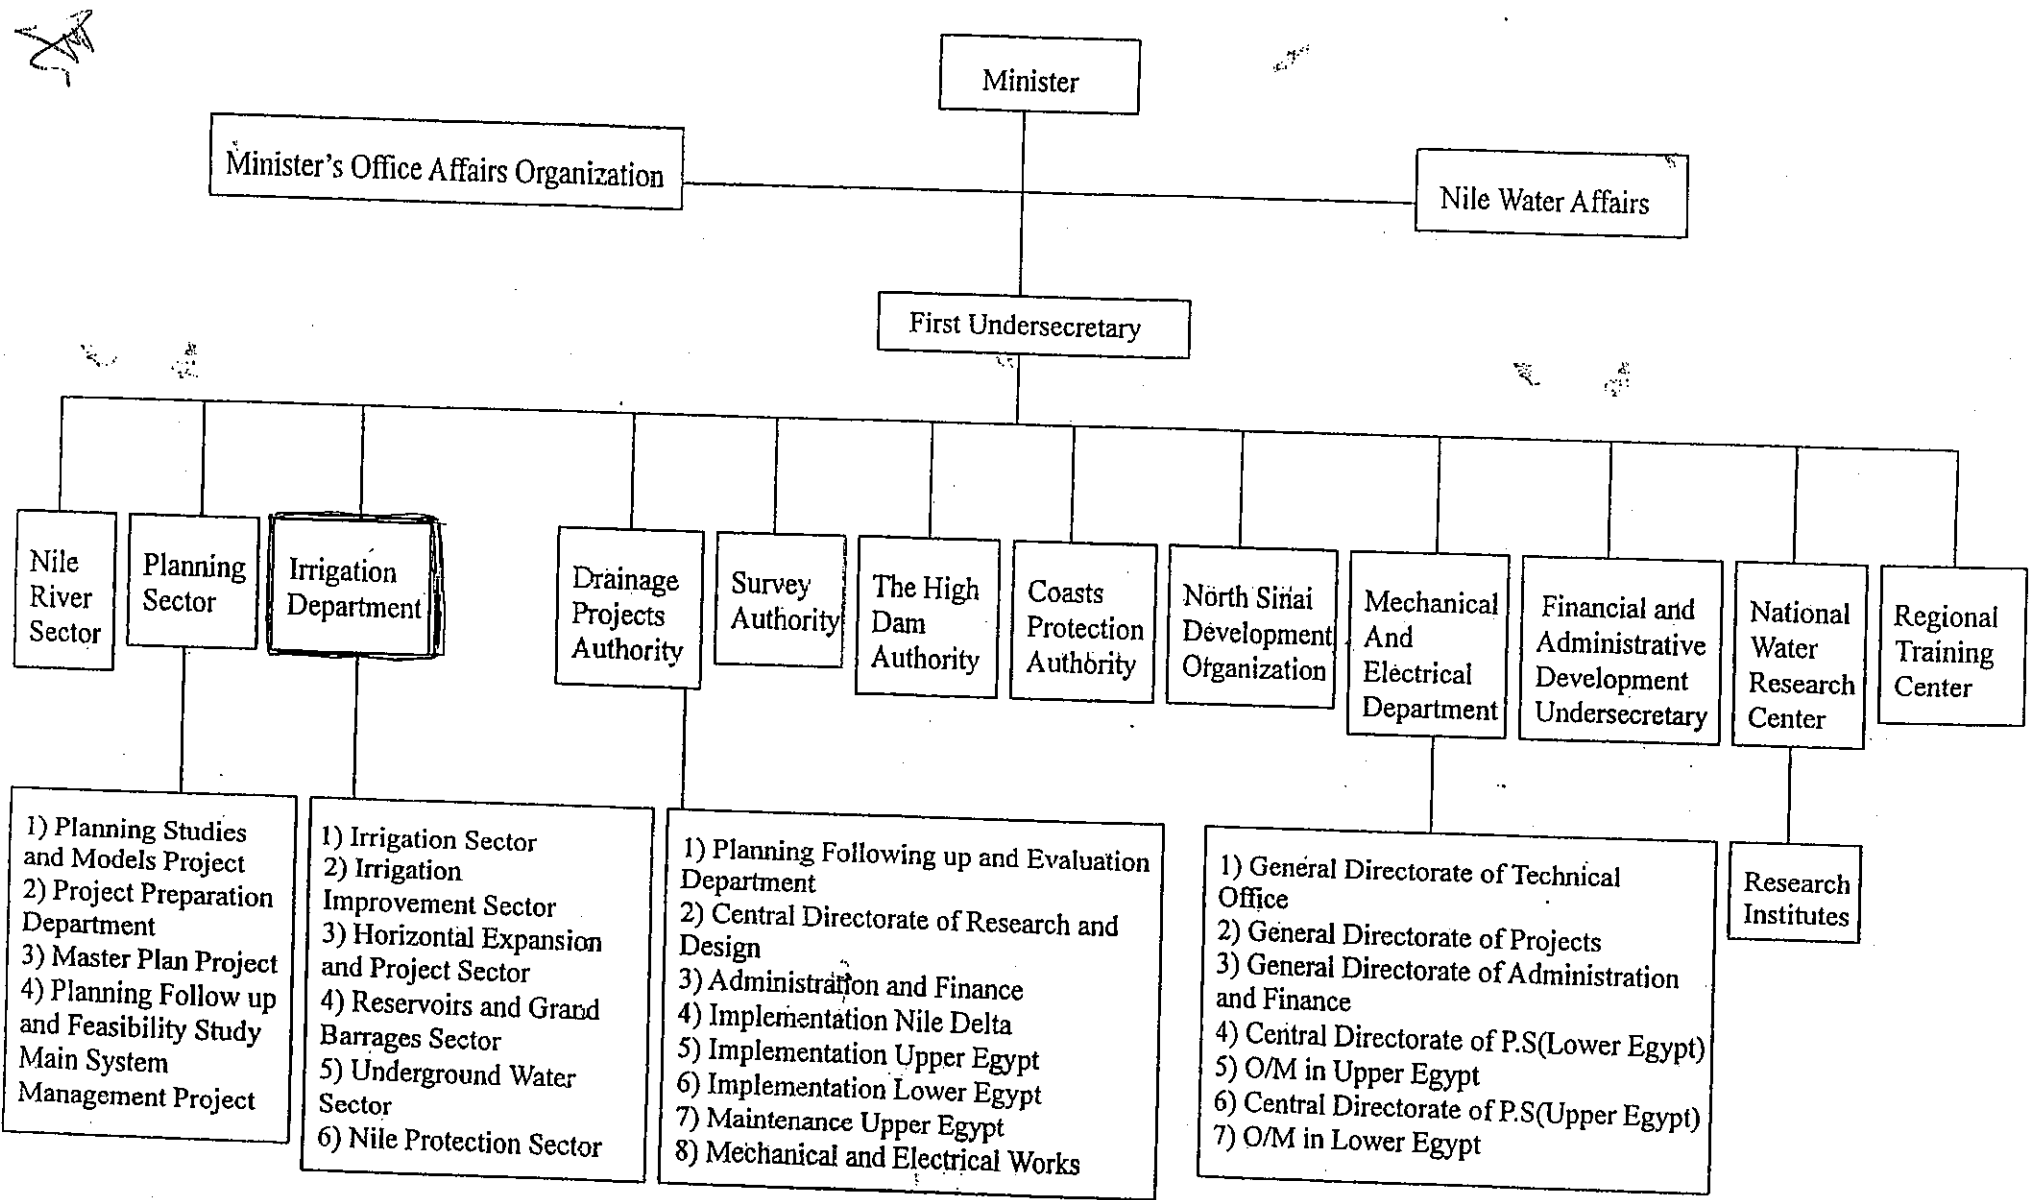 Minister
Minister's Office Affairs Organization
Nile Water Affairs
First Undersecretary
Nile
River
Sector
Planning
Sector
Irrigation
Department
Drainage
Projects
Authority
Survey
Authority
The High
Dam
Authority
Coasts
Protection
Authority
North Sinai
Development
Organization
Mechanical
And
Electrical
Department
Financial and
Administrative
Development
Undersecretary
National
Water
Research
Center
Regional
Training
Center
1) Planning Studies
and Models Project
2) Project Preparation
Department
3) Master Plan Project
4) Planning Follow up
and Feasibility Study
Main System
Management Project
1) Irrigation Sector
2) Irrigation
Improvement Sector
3) Horizontal Expansion
and Project Sector
4) Reservoirs and Grand
Barrages Sector
5) Underground Water
Sector
6) Nile Protection Sector
1) Planning Following up and Evaluation
Department
2) Central Directorate of Research and
Design
3) Administration and Finance
4) Implementation Nile Delta
5) Implementation Upper Egypt
6) Implementation Lower Egypt
7) Maintenance Upper Egypt
8) Mechanical and Electrical Works
1) General Directorate of Technical
Office
2) General Directorate of Projects
3) General Directorate of Administration
and Finance
4) Central Directorate of P.S(Lower Egypt)
5) O/M in Upper Egypt
6) Central Directorate of P.S(Upper Egypt)
7) O/M in Lower Egypt
Research
Institutes